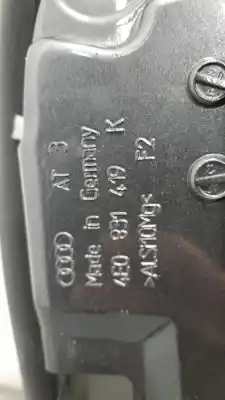 AT 3
Made in Germany
4E0 831 419 K
>ALSI10Mg< F2